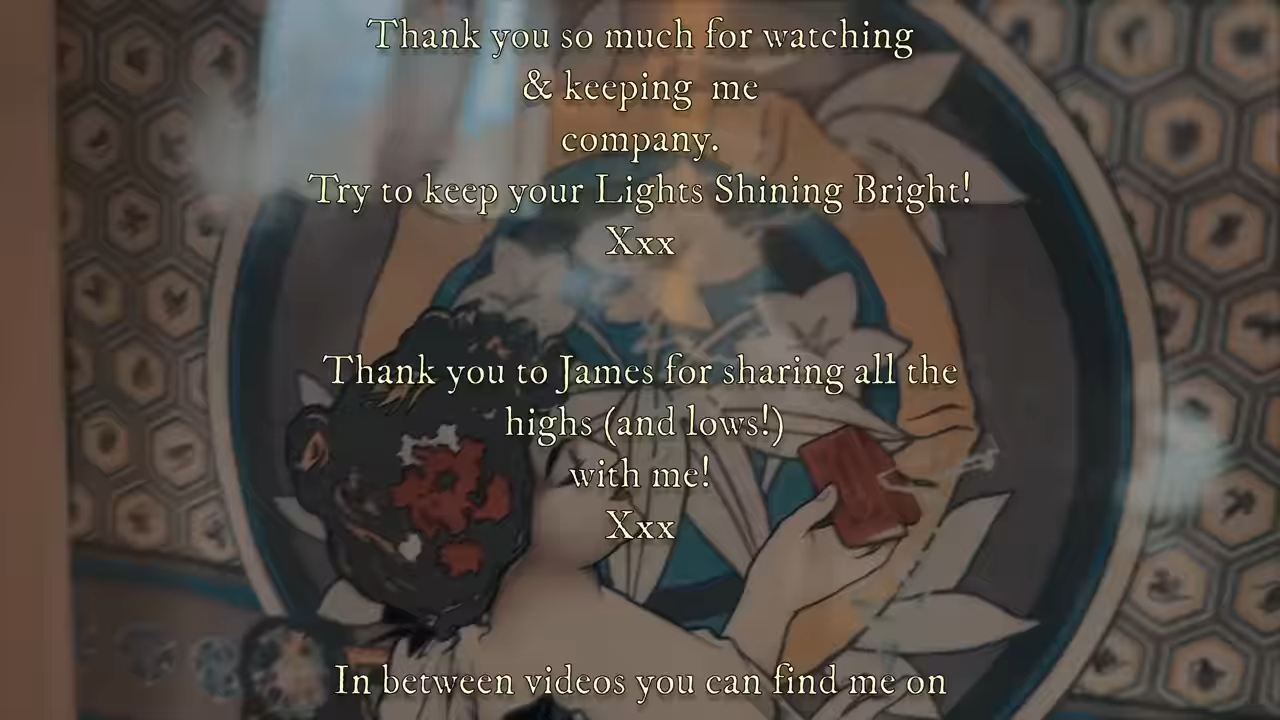 Thank you so much for watching
& keeping me
company.
Try to keep your Lights Shining Bright!
Xxx
Thank you to James for sharing all the
highs (and lows!)
with me!
Xxx
In between videos you can find me on